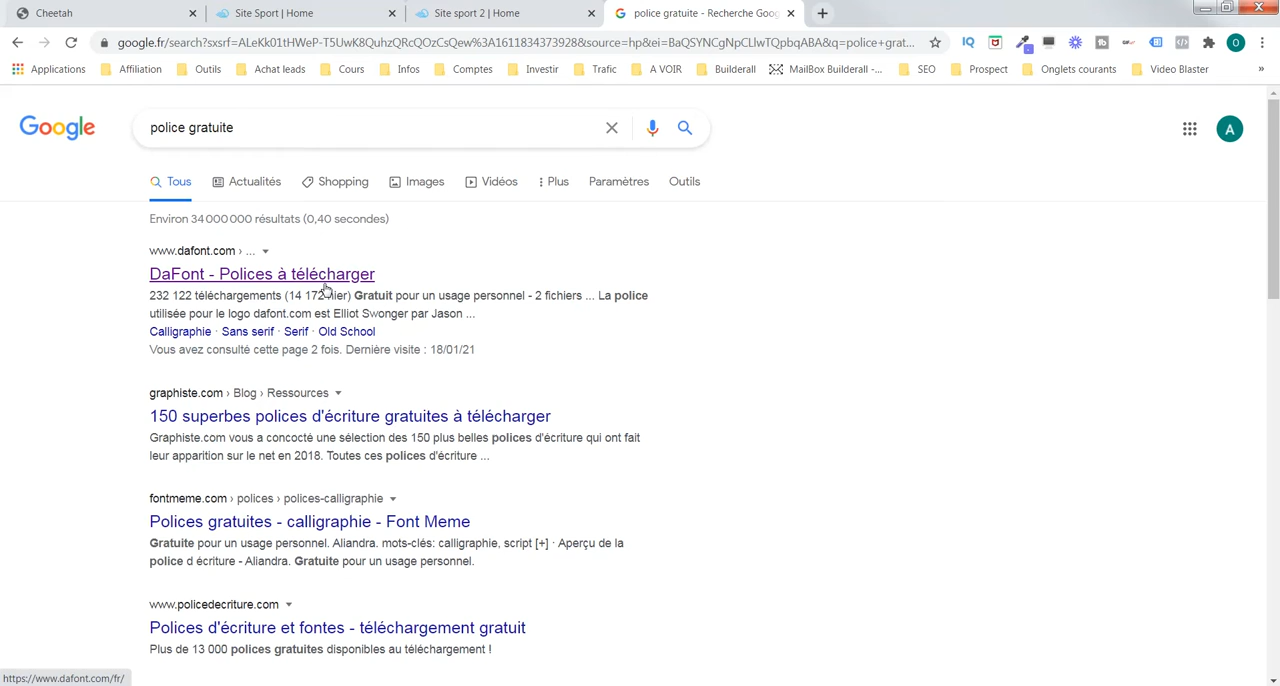 Cheetah
Site Sport | Home
Site sport 2 | Home
police gratuite - Recherche Goog
google.fr/search?sxsrf=ALeKk01tHWeP-T5UwK8QuhzQRcQOzCsQew%3A1611834373928&source=hp&ei=BaQSYNCgNpCLlwTQpbqABA&q=police+grat...
Applications Affiliation Outils Achat leads Cours Infos Comptes Investir Trafic A VOIR Builderall MailBox Builderall -... SEO Prospect Onglets courants Video Blaster »
Google
police gratuite
A
Tous Actualités Shopping Images Vidéos Plus Paramètres Outils
Environ 34 000 000 résultats (0,40 secondes)
www.dafont.com › ...
DaFont - Polices à télécharger
232 122 téléchargements (14 172 hier) Gratuit pour un usage personnel - 2 fichiers ... La police
utilisée pour le logo dafont.com est Elliot Swonger par Jason ...
Calligraphie · Sans serif · Serif · Old School
Vous avez consulté cette page 2 fois. Dernière visite : 18/01/21
graphiste.com › Blog › Ressources
150 superbes polices d'écriture gratuites à télécharger
Graphiste.com vous a concocté une sélection des 150 plus belles polices d'écriture qui ont fait
leur apparition sur le net en 2018. Toutes ces polices d'écriture ...
fontmeme.com › polices › polices-calligraphie
Polices gratuites - calligraphie - Font Meme
Gratuite pour un usage personnel. Aliandra. mots-clés: calligraphie, script [+] · Aperçu de la
police d écriture - Aliandra. Gratuite pour un usage personnel.
www.policedecriture.com
Polices d'écriture et fontes - téléchargement gratuit
Plus de 13 000 polices gratuites disponibles au téléchargement !
https://www.dafont.com/fr/